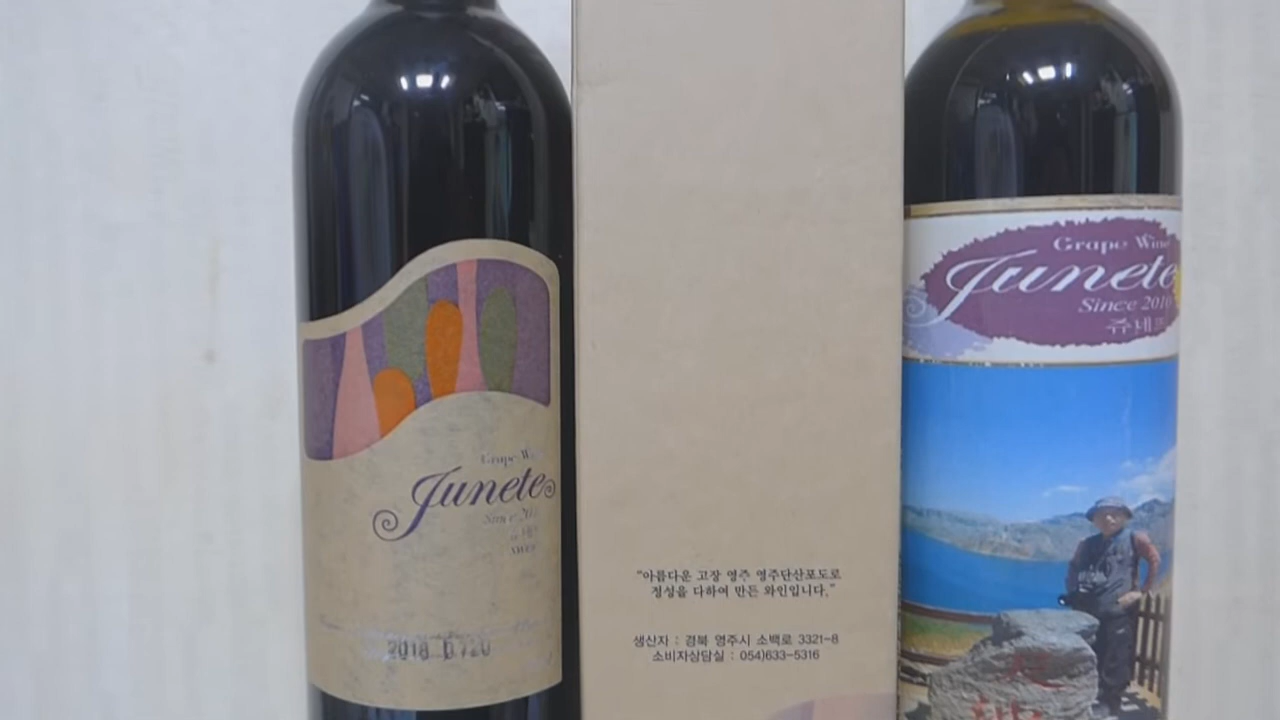 Grape
Junete
2018
"아름다운 고장 영주 영주단산포도로
정성을 다하여 만든 와인입니다."
생산자 : 경북 영주시 소백로 3321-8
소비자상담실 : 054)633-5316
Grape Wine
Junete
Since 2010
쥬네